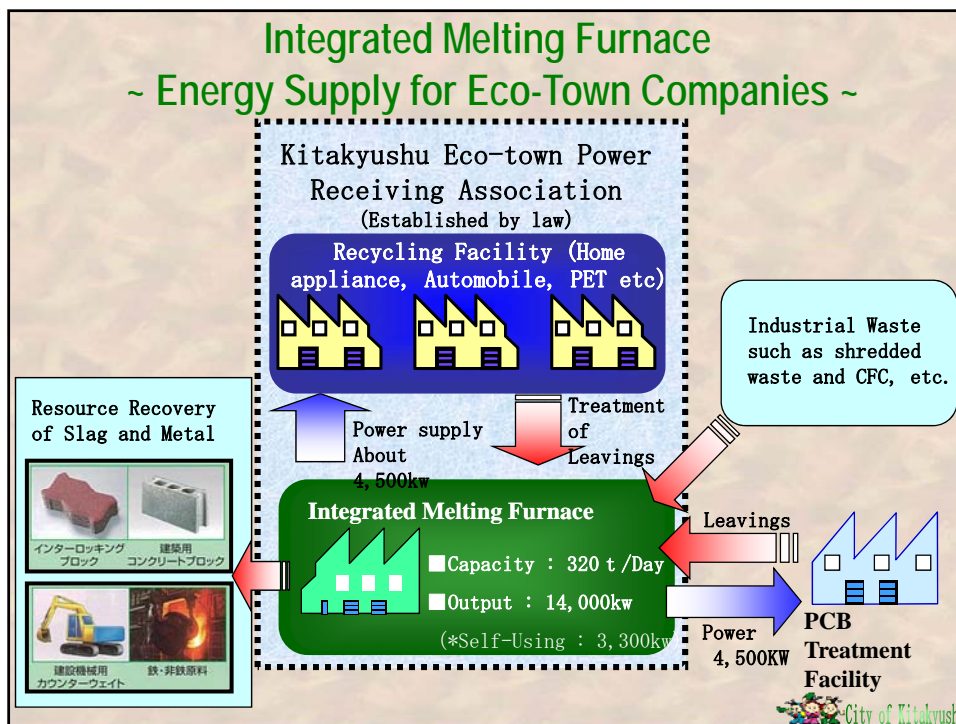 Integrated Melting Furnace
~ Energy Supply for Eco-Town Companies ~
Kitakyushu Eco-town Power
Receiving Association
(Established by law)
Recycling Facility (Home
appliance, Automobile, PET etc)
Industrial Waste
such as shredded
waste and CFC, etc.
Resource Recovery
of Slag and Metal
インターロッキング
ブロック
建築用
コンクリートブロック
建設機械用
カウンターウェイト
鉄・非鉄原料
Power supply
About
4,500kw
Treatment
of
Leavings
Integrated Melting Furnace
■Capacity : 320 t /Day
■Output : 14,000kw
(*Self-Using : 3,300kw
Leavings
Power
4,500KW
PCB
Treatment
Facility
City of Kitakyush